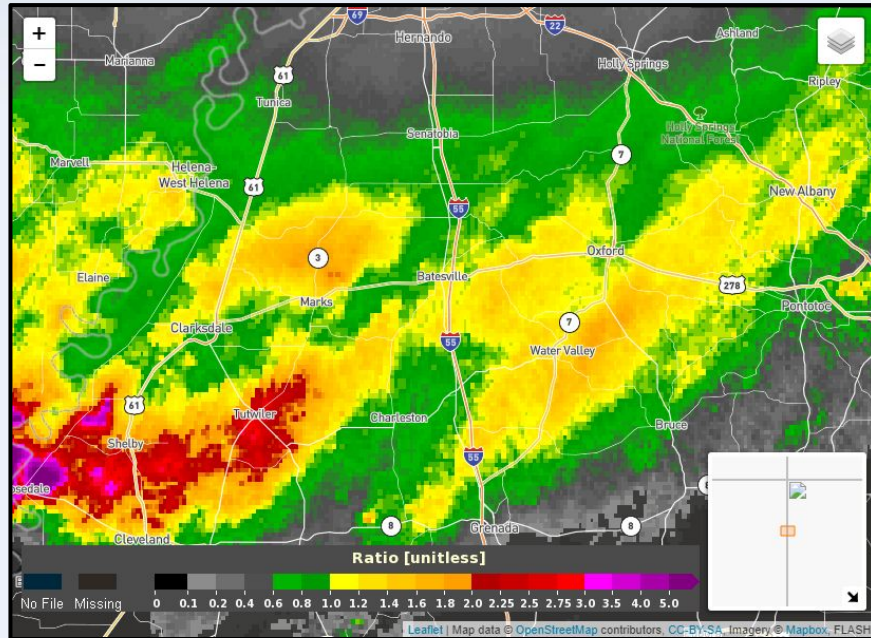 +
−
69
Hernando
22
Ashland
Marianna
61
Holly Springs
Ripley
Tunica
Holly Springs
National Forest
Senatobia
Marvell
Helena-
West Helena
7
61
New Albany
55
Oxford
3
Elaine
Batesville
278
Marks
Pontotoc
Clarksdale
7
55
Water Valley
61
Tutwiler
Charleston
Shelby
Bruce
55
8
8
8
Cleveland
Grenada
Ratio [unitless]
No File
Missing
0 0.1 0.2 0.4 0.6 0.8 1.0 1.2 1.6 1.8 2.0 2.25 2.5 2.75 3.0 3.5 4.0 5.0
Leaflet | Map data © OpenStreetMap contributors, CC-BY-SA, Imagery © Mapbox, FLASH